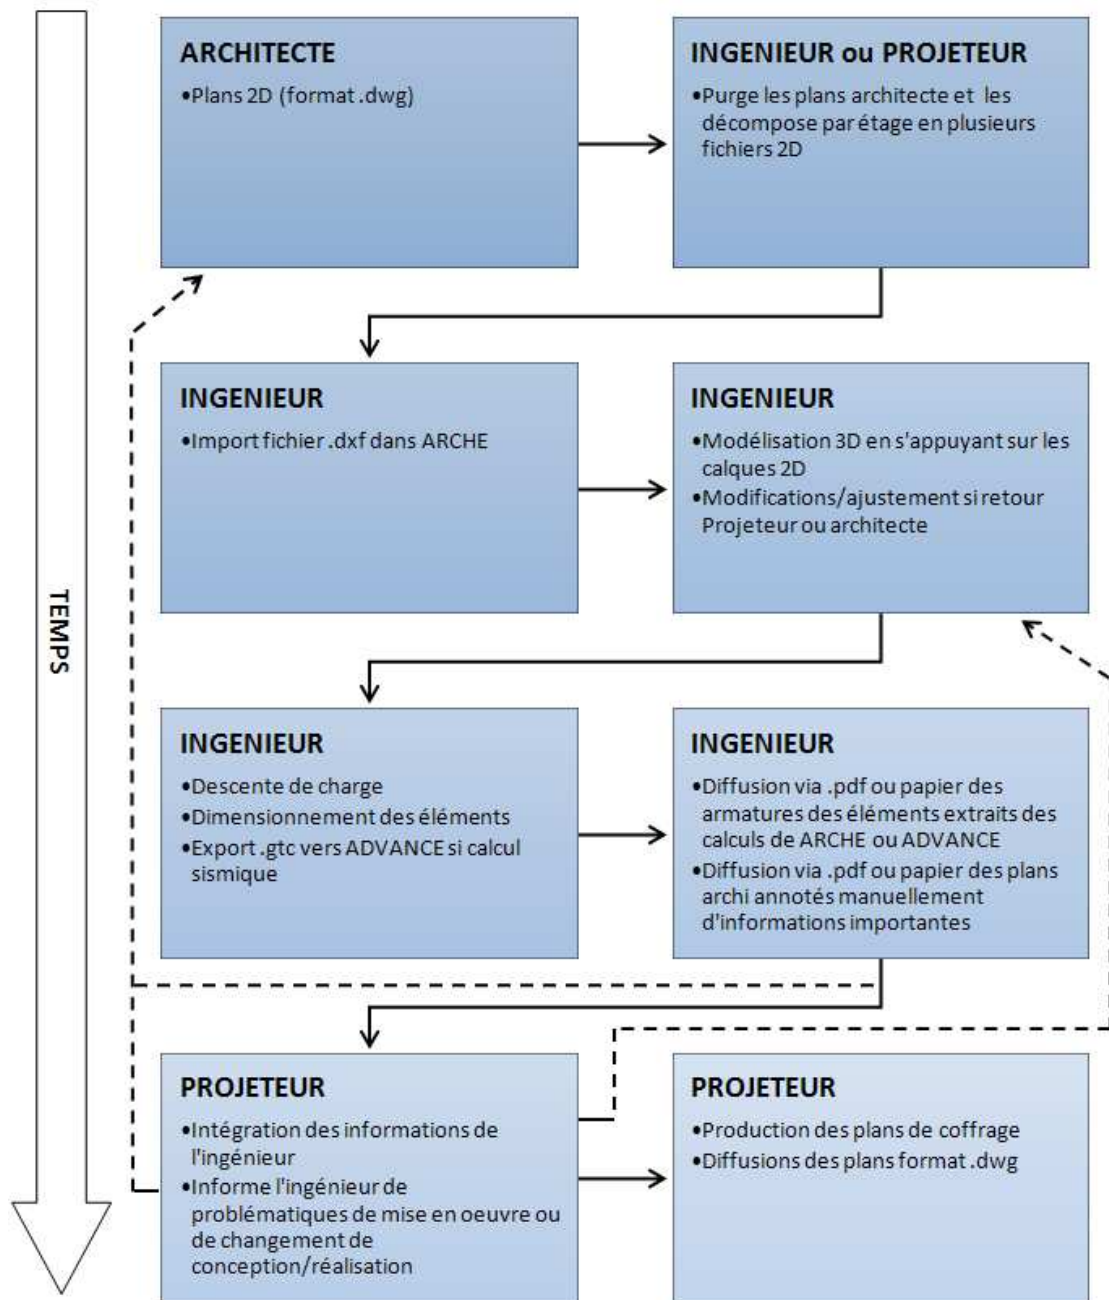 ARCHITECTE
•Plans 2D (format .dwg)
INGENIEUR ou PROJETEUR
•Purge les plans architecte et les
décompose par étage en plusieurs
fichiers 2D
INGENIEUR
•Import fichier .dxf dans ARCHE
INGENIEUR
•Modélisation 3D en s'appuyant sur les
calques 2D
•Modifications/ajustement si retour
Projeteur ou architecte
TEMPS
INGENIEUR
•Descente de charge
•Dimensionnement des éléments
•Export .gtc vers ADVANCE si calcul
sismique
INGENIEUR
•Diffusion via .pdf ou papier des
armatures des éléments extraits des
calculs de ARCHE ou ADVANCE
•Diffusion via .pdf ou papier des plans
archi annotés manuellement
d'informations importantes
PROJETEUR
•Intégration des informations de
l'ingénieur
•Informe l'ingénieur de
problématiques de mise en oeuvre ou
de changement de
conception/réalisation
PROJETEUR
•Production des plans de coffrage
•Diffusions des plans format .dwg